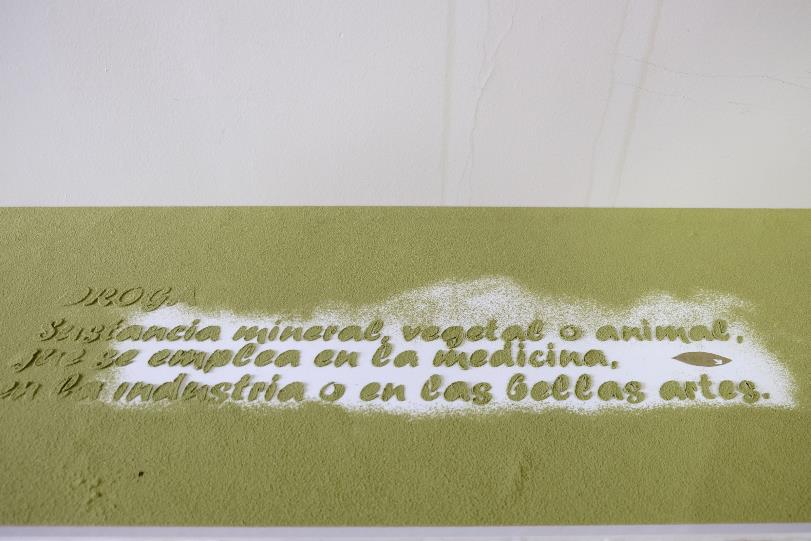 DROGA
Sustancia mineral, vegetal o animal,
que se emplea en la medicina,
en la industria o en las bellas artes.